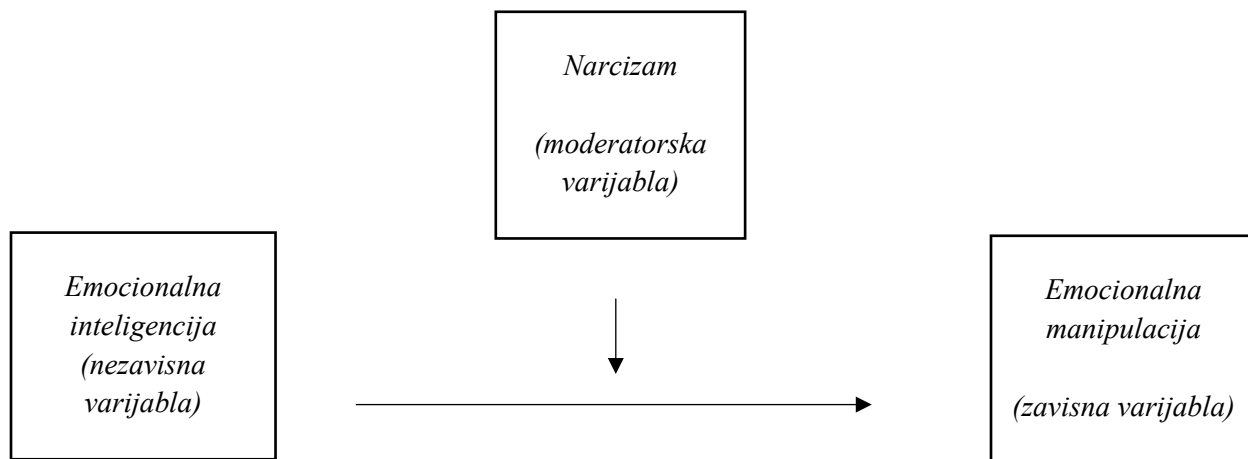 Narcizam
(moderatorska
varijabla)
Emocionalna
inteligencija
(nezavisna
varijabla)
Emocionalna
manipulacija
(zavisna varijabla)